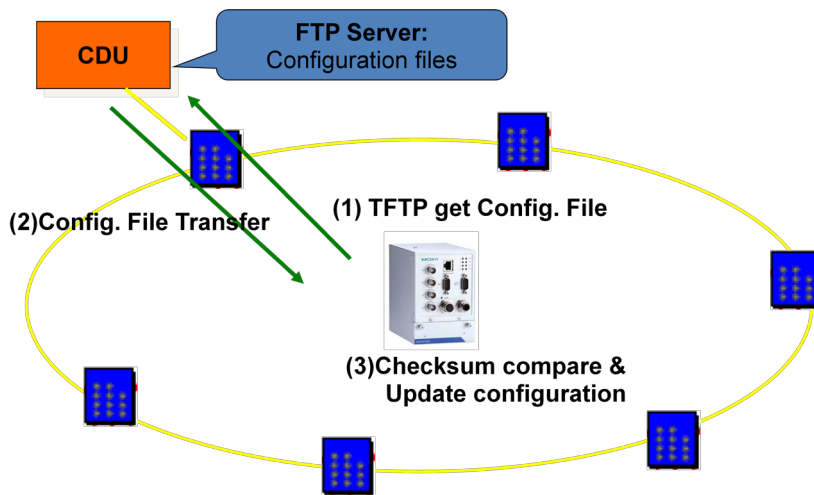 CDU
FTP Server:
Configuration files
(1) TFTP get Config. File
(2)Config. File Transfer
MOXA
(3)Checksum compare &
Update configuration